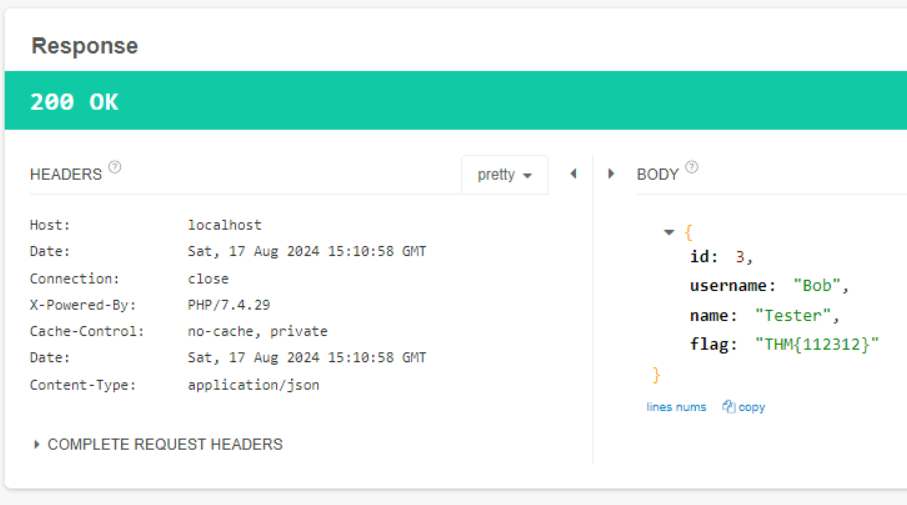 Response
200 OK
HEADERS ?
pretty
Host: localhost
Date: Sat, 17 Aug 2024 15:10:58 GMT
Connection: close
X-Powered-By: PHP/7.4.29
Cache-Control: no-cache, private
Date: Sat, 17 Aug 2024 15:10:58 GMT
Content-Type: application/json
COMPLETE REQUEST HEADERS
BODY ?
{
id: 3,
username: "Bob",
name: "Tester",
flag: "THM{112312}"
}
lines nums copy